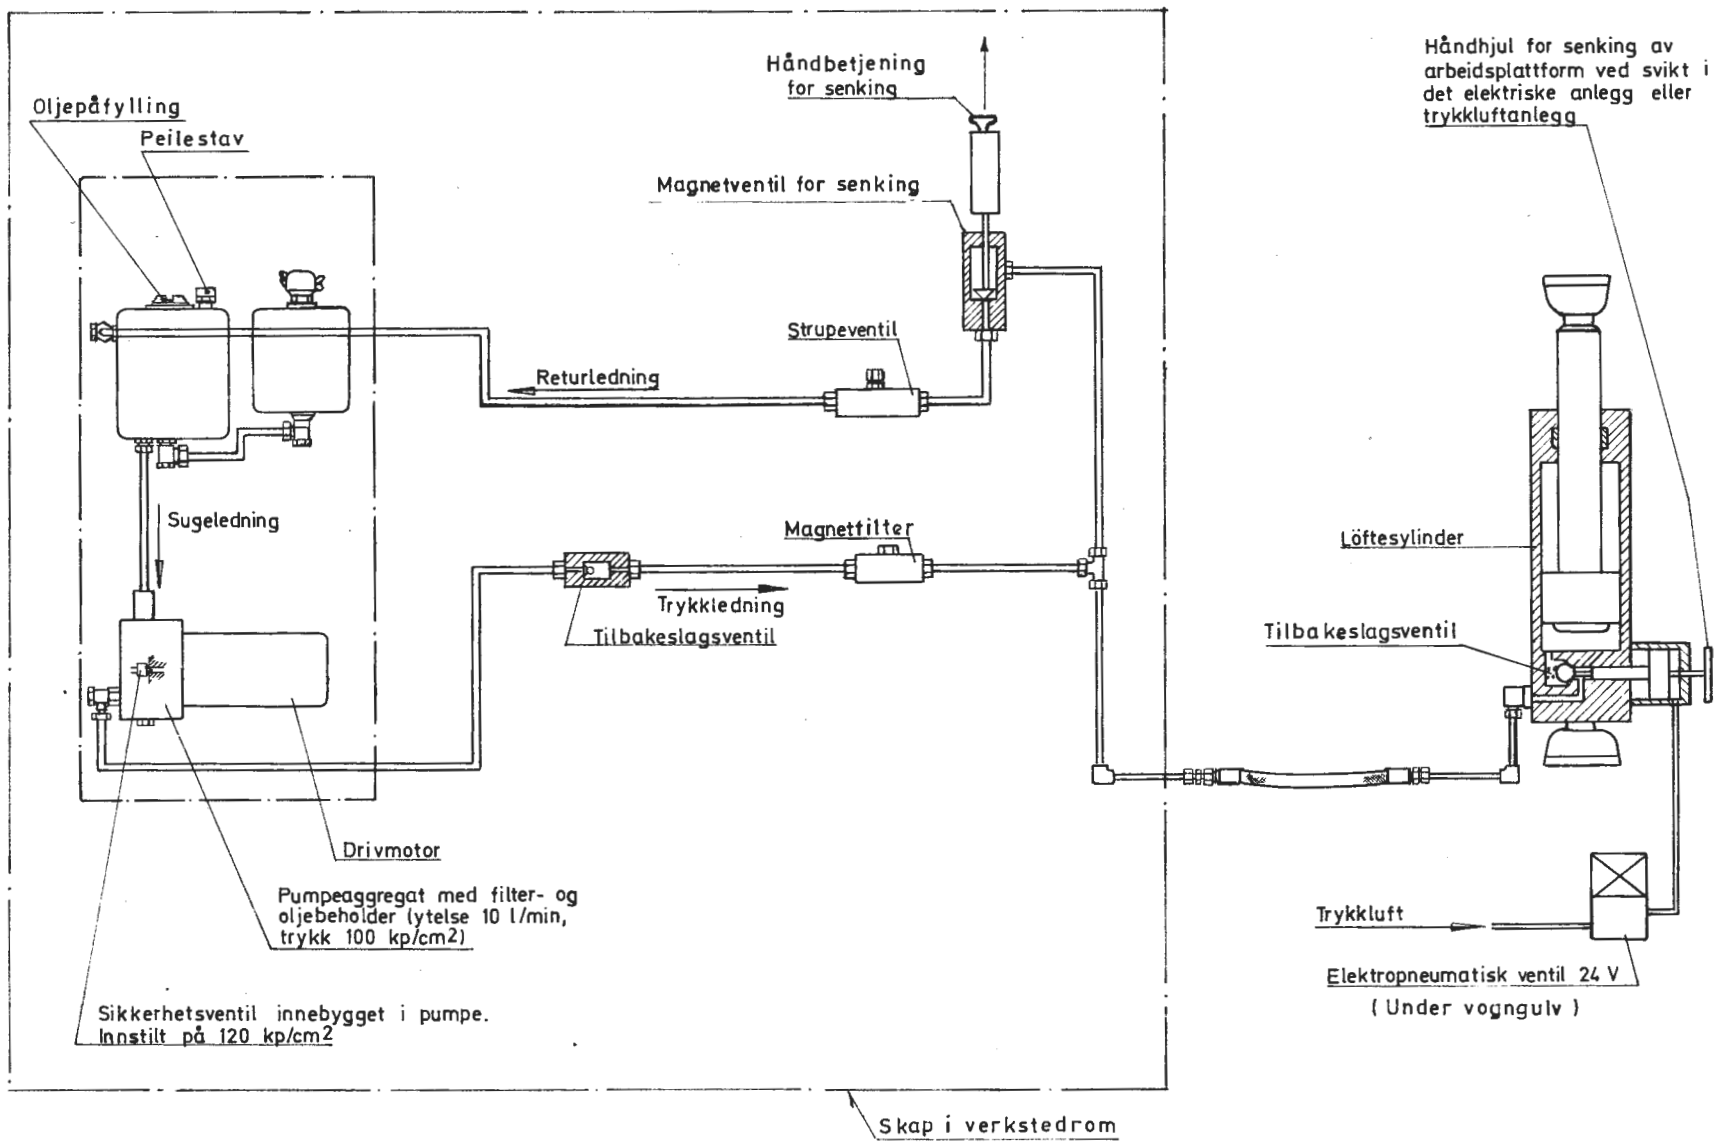 Håndbetjening
for senking
Håndhjul for senking av
arbeidsplattform ved svikt i
det elektriske anlegg eller
trykkluftanlegg
Oljepåfylling
Peilestav
Magnetventil for senking
Strupeventil
Returledning
Sugeledning
Magnetfilter
Trykkledning
Tilbakeslagsventil
Löftesylinder
Tilbakeslagsventil
Drivmotor
Pumpeaggregat med filter- og
oljebeholder (ytelse 10 l/min,
trykk 100 kp/cm2)
Trykkluft
Elektropneumatisk ventil 24 V
(Under vogngulv)
Sikkerhetsventil innebygget i pumpe.
Innstilt på 120 kp/cm2
Skap i verkstedrom